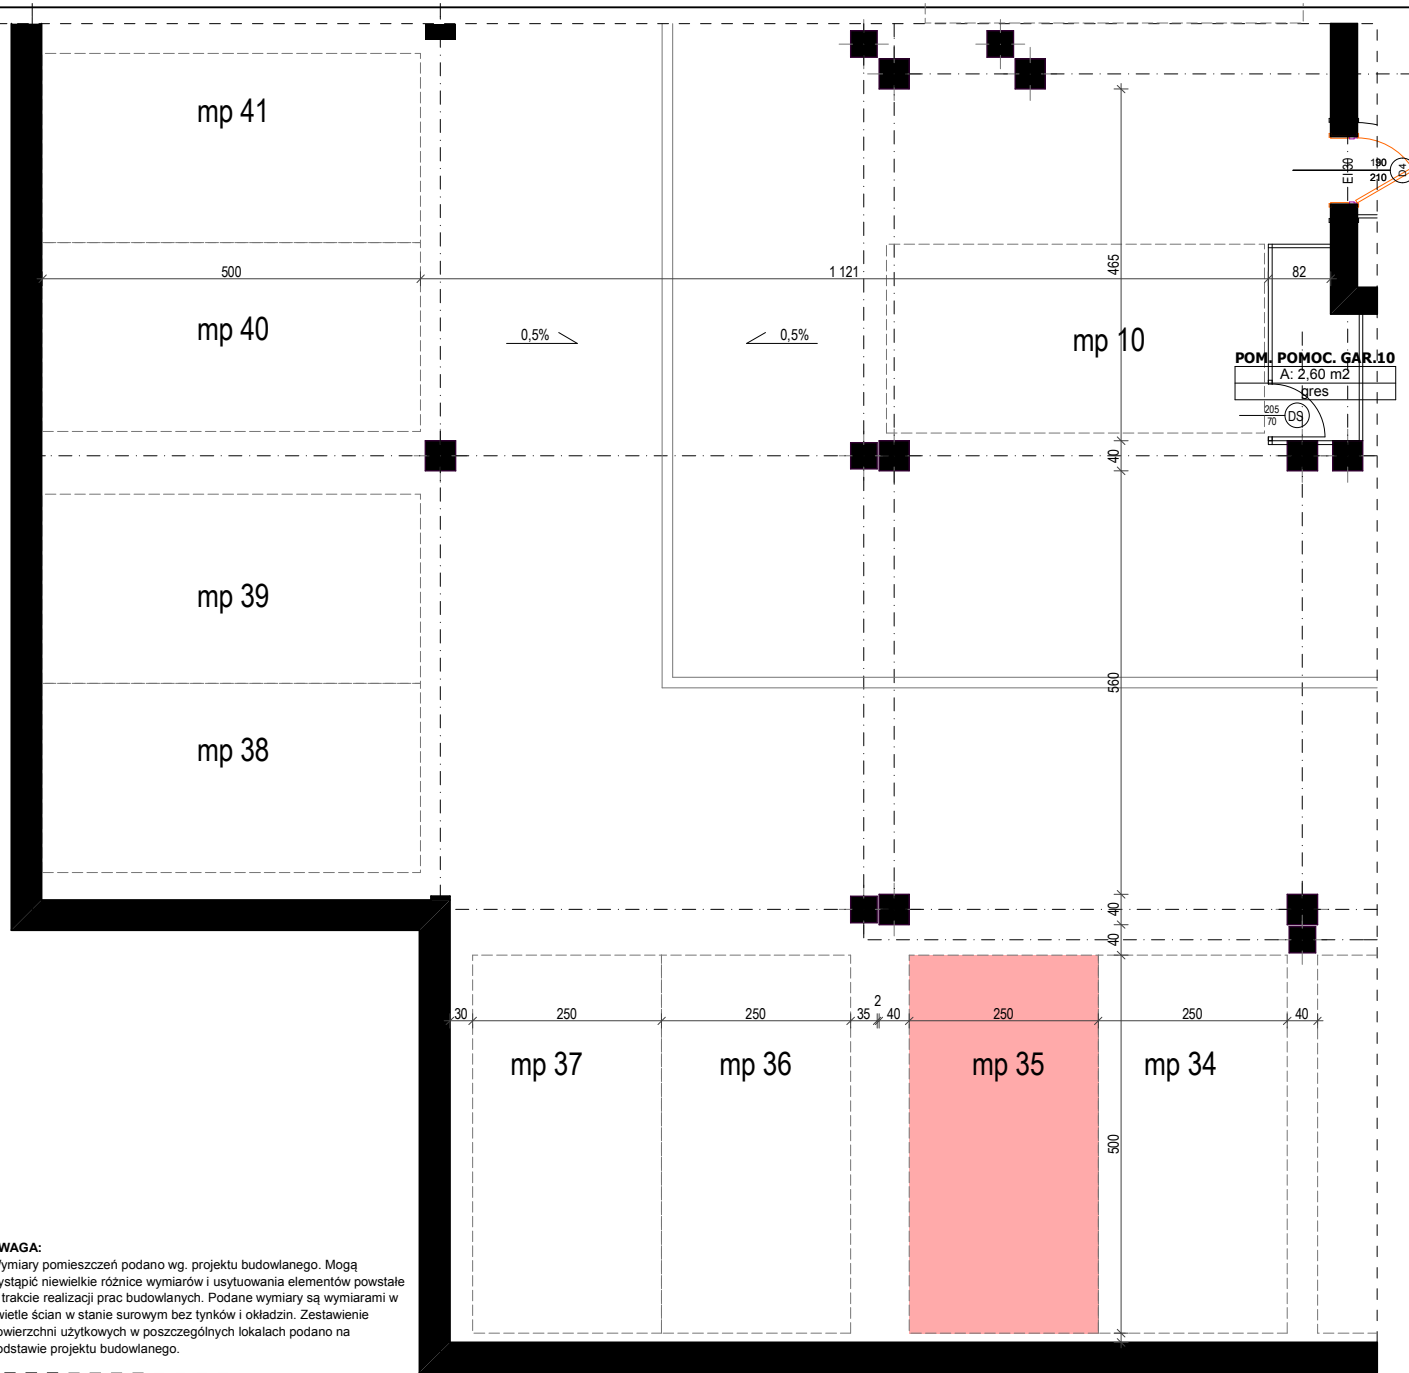 mp 41
EI 30
190
210
D4
500
1 121
465
82
mp 40
0,5%
0,5%
mp 10
POM. POMOC. GAR.10
A: 2,60 m2
gres
205
70
DS
40
mp 39
560
mp 38
40
40
30
250
250
35
2
40
250
250
40
mp 37
mp 36
mp 35
mp 34
500
WAGA:
ymiary pomieszczeń podano wg. projektu budowlanego. Mogą
ystąpić niewielkie różnice wymiarów i usytuowania elementów powstałe
trakcie realizacji prac budowlanych. Podane wymiary są wymiarami w
wietle ścian w stanie surowym bez tynków i okładzin. Zestawienie
owierzchni użytkowych w poszczególnych lokalach podano na
odstawie projektu budowlanego.